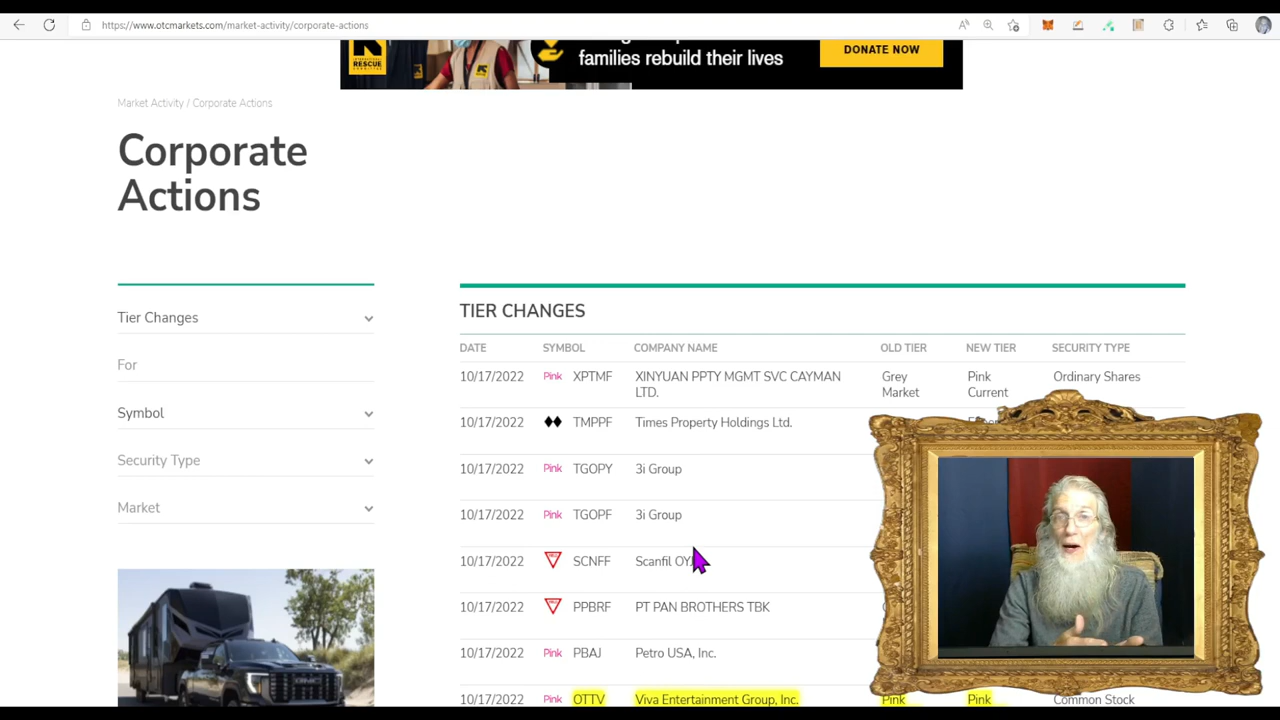 https://www.otcmarkets.com/market-activity/corporate-actions
RESCUE
families rebuild their lives
DONATE NOW
Market Activity / Corporate Actions
Corporate
Actions
Tier Changes
For
Symbol
Security Type
Market
TIER CHANGES
DATE SYMBOL COMPANY NAME OLD TIER NEW TIER SECURITY TYPE
10/17/2022 Pink XPTMF XINYUAN PPTY MGMT SVC CAYMAN LTD. Grey Market Pink Current Ordinary Shares
10/17/2022 TMPPF Times Property Holdings Ltd.
10/17/2022 Pink TGOPY 3i Group
10/17/2022 Pink TGOPF 3i Group
10/17/2022 SCNFF Scanfil
10/17/2022 PPBRF PT PAN BROTHERS TBK
10/17/2022 Pink PBAJ Petro USA, Inc.
10/17/2022 Pink OTTV Viva Entertainment Group, Inc. Pink Pink Common Stock